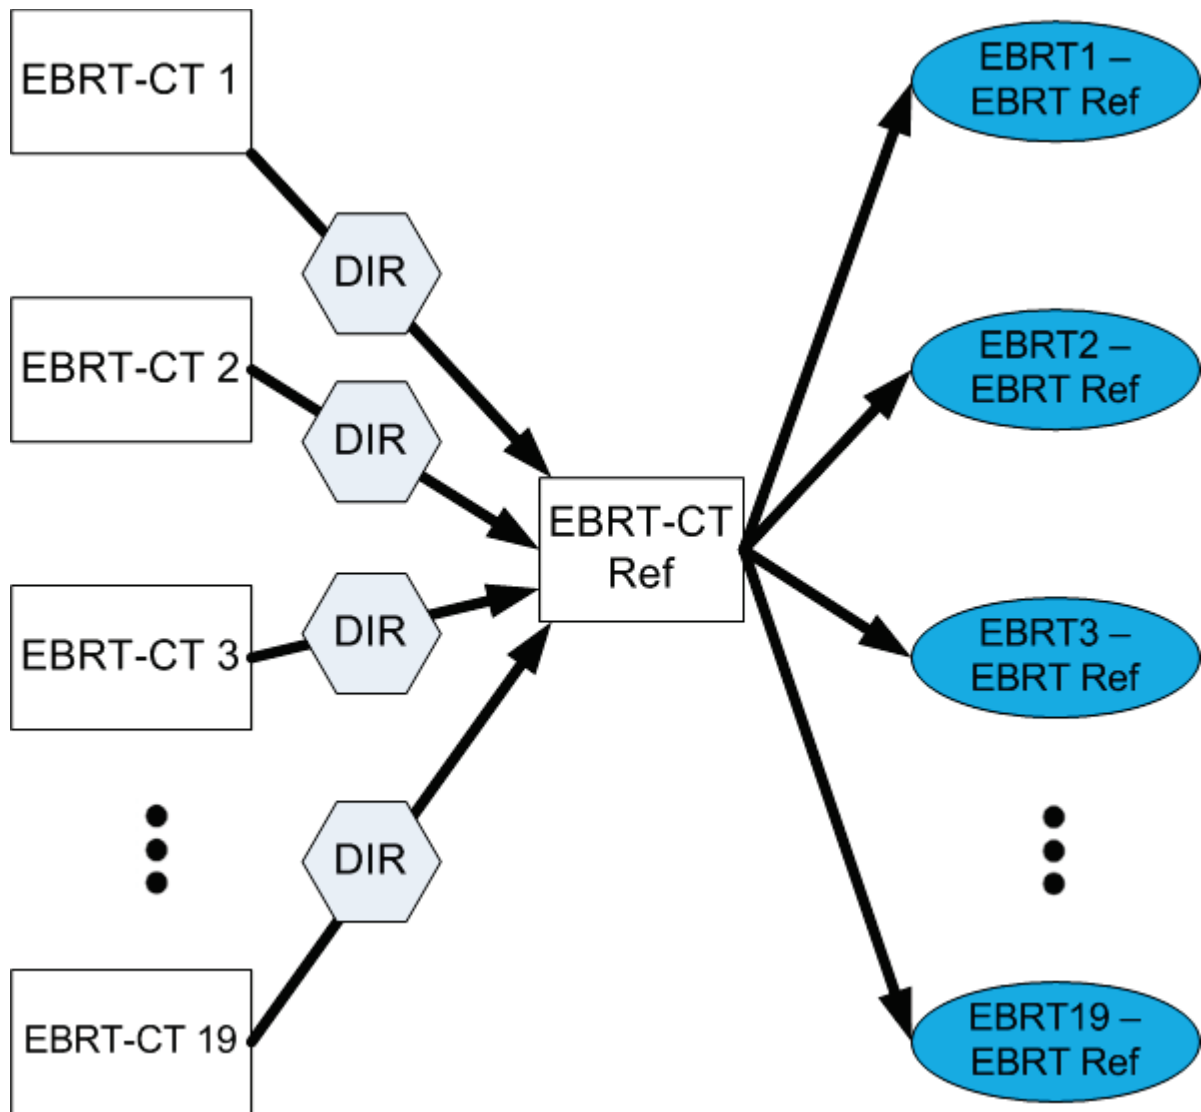 EBRT-CT 1
DIR
EBRT-CT 2
DIR
EBRT-CT 3
DIR
DIR
EBRT-CT 19
EBRT-CT
Ref
EBRT1 –
EBRT Ref
EBRT2 –
EBRT Ref
EBRT3 –
EBRT Ref
EBRT19 –
EBRT Ref